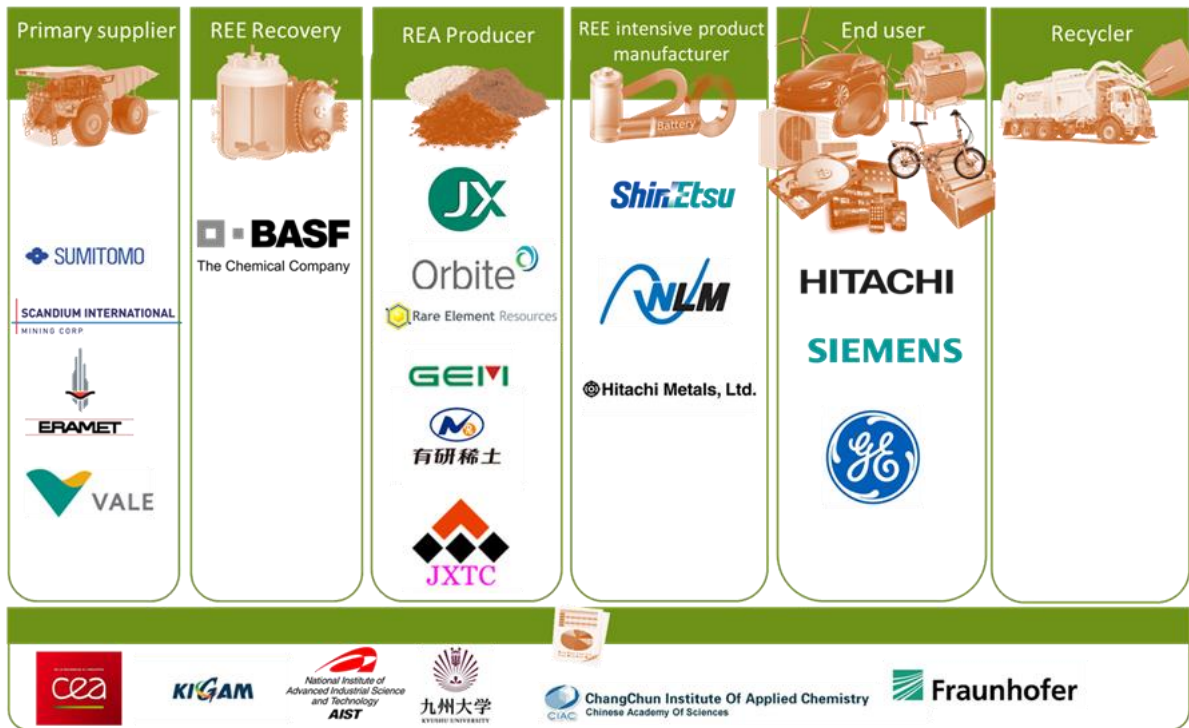 Primary supplier
REE Recovery
REA Producer
REE intensive product
manufacturer
End user
Recycler
Battery
SUMITOMO
SCANDIUM INTERNATIONAL
MINING CORP
ERAMET
VALE
BASF
The Chemical Company
JX
Orbite
Rare Element Resources
GEM
有研稀土
JXTC
Shin-Etsu
NLM
Hitachi Metals, Ltd.
HITACHI
SIEMENS
GE
cea
KIGAM
National Institute of
Advanced Industrial Science
and Technology
AIST
九州大学
KYUSHU UNIVERSITY
CIAC
ChangChun Institute Of Applied Chemistry
Chinese Academy Of Sciences
Fraunhofer